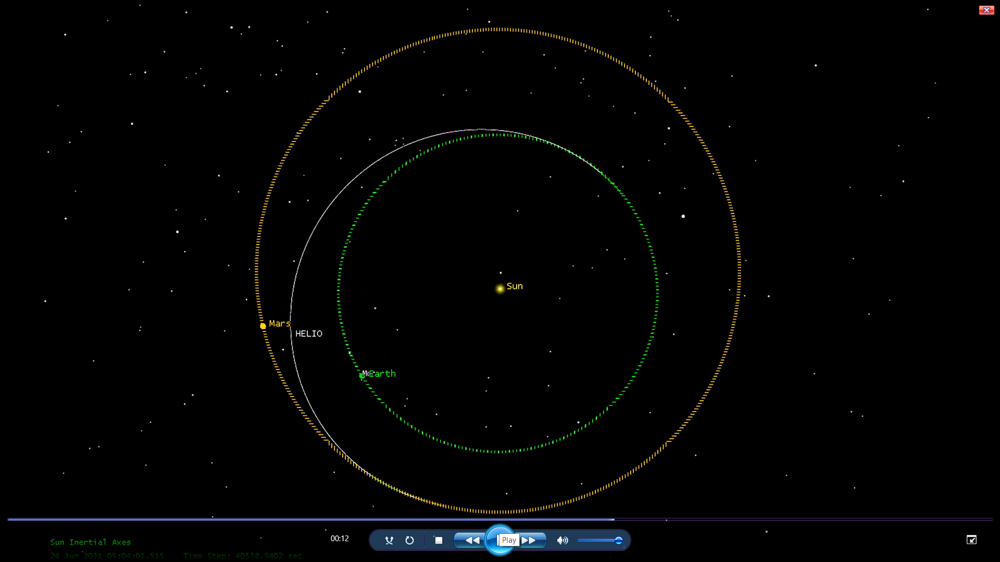 Sun
Mars
HELIO
Earth
00:12
Play
Sun Inertial Axes
26 Jun 2031 05:04:01.515 Time Step: 40538.9402 sec